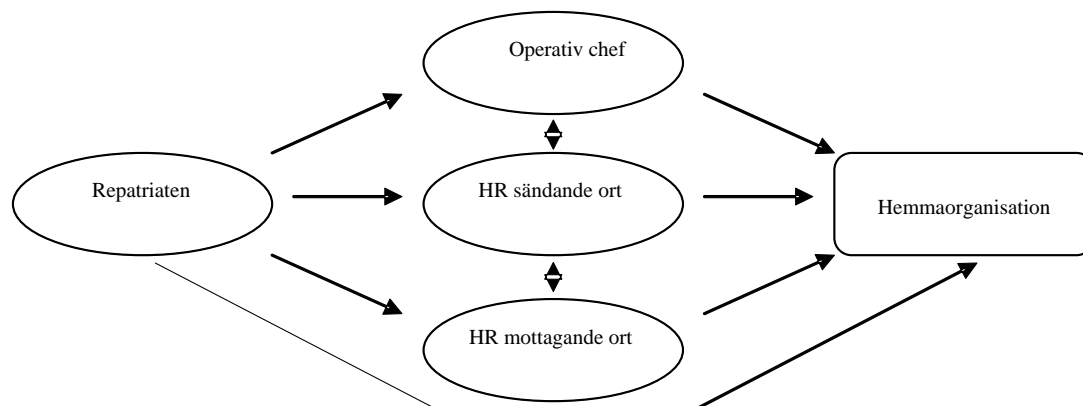 Operativ chef
Repatriaten
HR sändande ort
Hemmaorganisation
HR mottagande ort